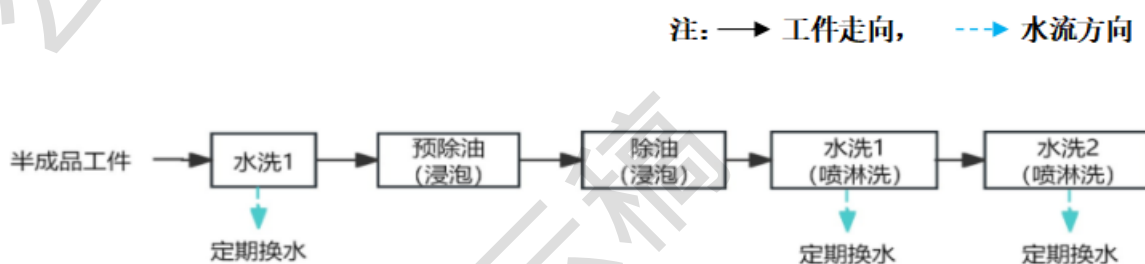 注: 工件走向, 水流方向
半成品工件 水洗1 预除油 除油 水洗1 水洗2
(浸泡) (浸泡) (喷淋洗) (喷淋洗)
定期换水 定期换水 定期换水